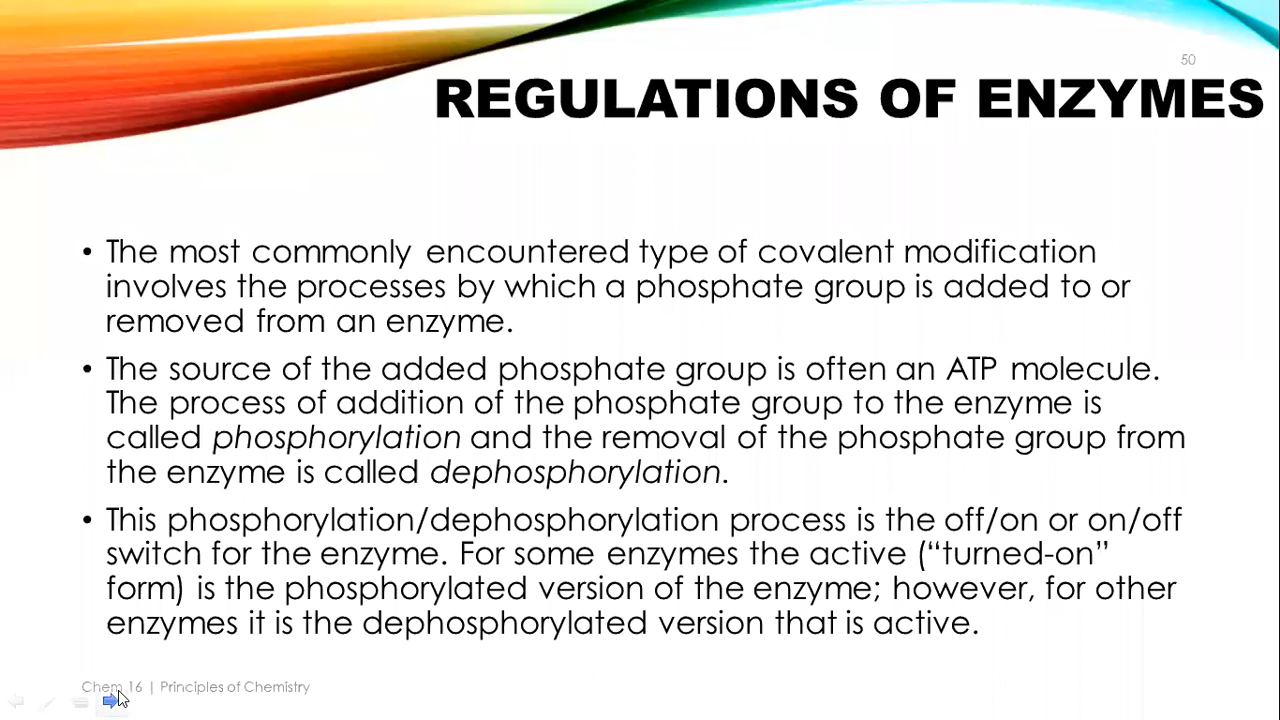 50
REGULATIONS OF ENZYMES
• The most commonly encountered type of covalent modification
involves the processes by which a phosphate group is added to or
removed from an enzyme.
• The source of the added phosphate group is often an ATP molecule.
The process of addition of the phosphate group to the enzyme is
called phosphorylation and the removal of the phosphate group from
the enzyme is called dephosphorylation.
• This phosphorylation/dephosphorylation process is the off/on or on/off
switch for the enzyme. For some enzymes the active (“turned-on”
form) is the phosphorylated version of the enzyme; however, for other
enzymes it is the dephosphorylated version that is active.
Chem 16 | Principles of Chemistry